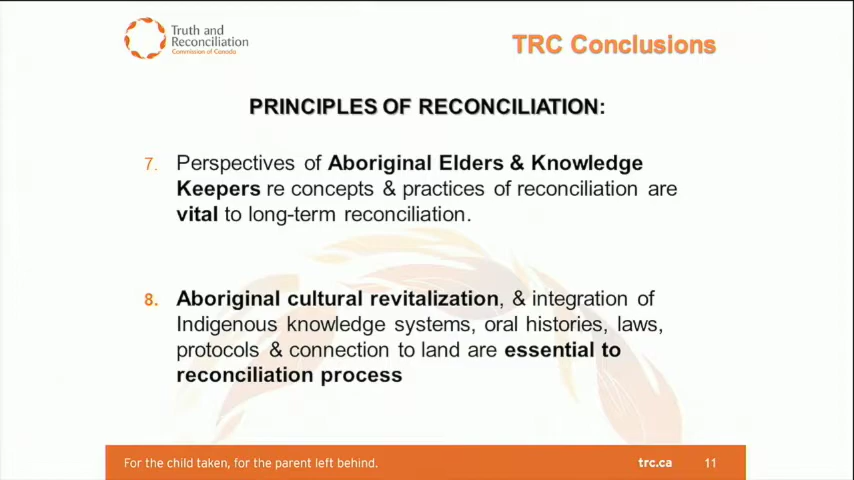 Truth and
Reconciliation
Commission of Canada
TRC Conclusions
PRINCIPLES OF RECONCILIATION:
7. Perspectives of Aboriginal Elders & Knowledge
Keepers re concepts & practices of reconciliation are
vital to long-term reconciliation.
8. Aboriginal cultural revitalization, & integration of
Indigenous knowledge systems, oral histories, laws,
protocols & connection to land are essential to
reconciliation process
For the child taken, for the parent left behind.
trc.ca 11